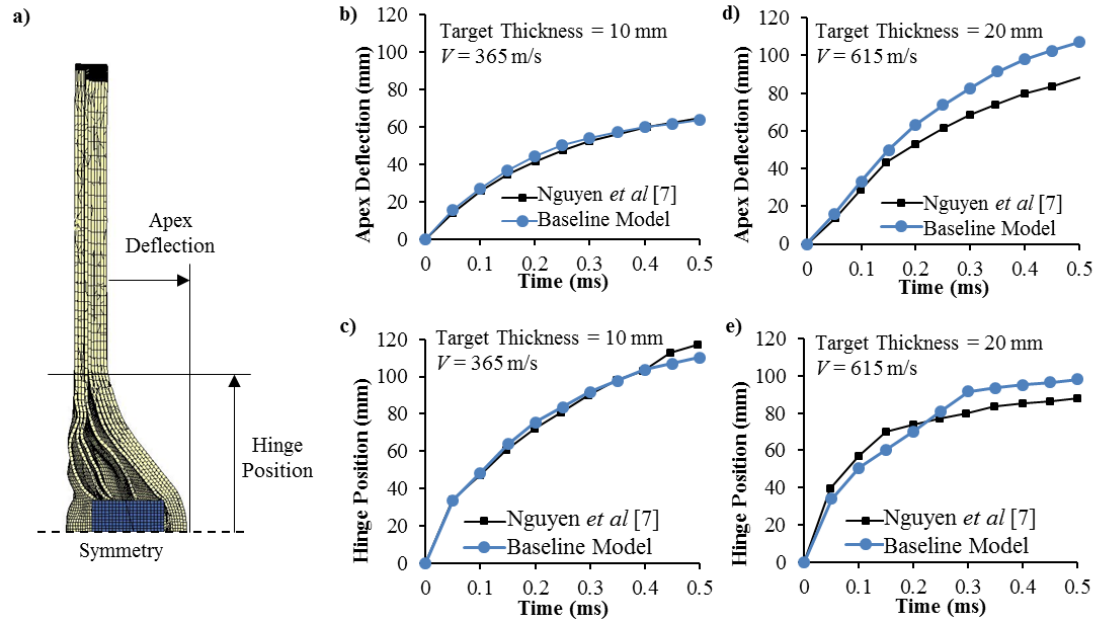 a)
Apex
Deflection
Hinge
Position
Symmetry
b)
Target Thickness = 10 mm
V = 365 m/s
Apex Deflection (mm)
120
100
80
60
40
20
0
Nguyen et al [7]
Baseline Model
0 0.1 0.2 0.3 0.4 0.5
Time (ms)
c)
Target Thickness = 10 mm
V = 365 m/s
Hinge Position (mm)
120
100
80
60
40
20
0
Nguyen et al [7]
Baseline Model
0 0.1 0.2 0.3 0.4 0.5
Time (ms)
d)
Target Thickness = 20 mm
V = 615 m/s
Apex Deflection (mm)
120
100
80
60
40
20
0
Nguyen et al [7]
Baseline Model
0 0.1 0.2 0.3 0.4 0.5
Time (ms)
e)
Target Thickness = 20 mm
V = 615 m/s
Hinge Position (mm)
120
100
80
60
40
20
0
Nguyen et al [7]
Baseline Model
0 0.1 0.2 0.3 0.4 0.5
Time (ms)